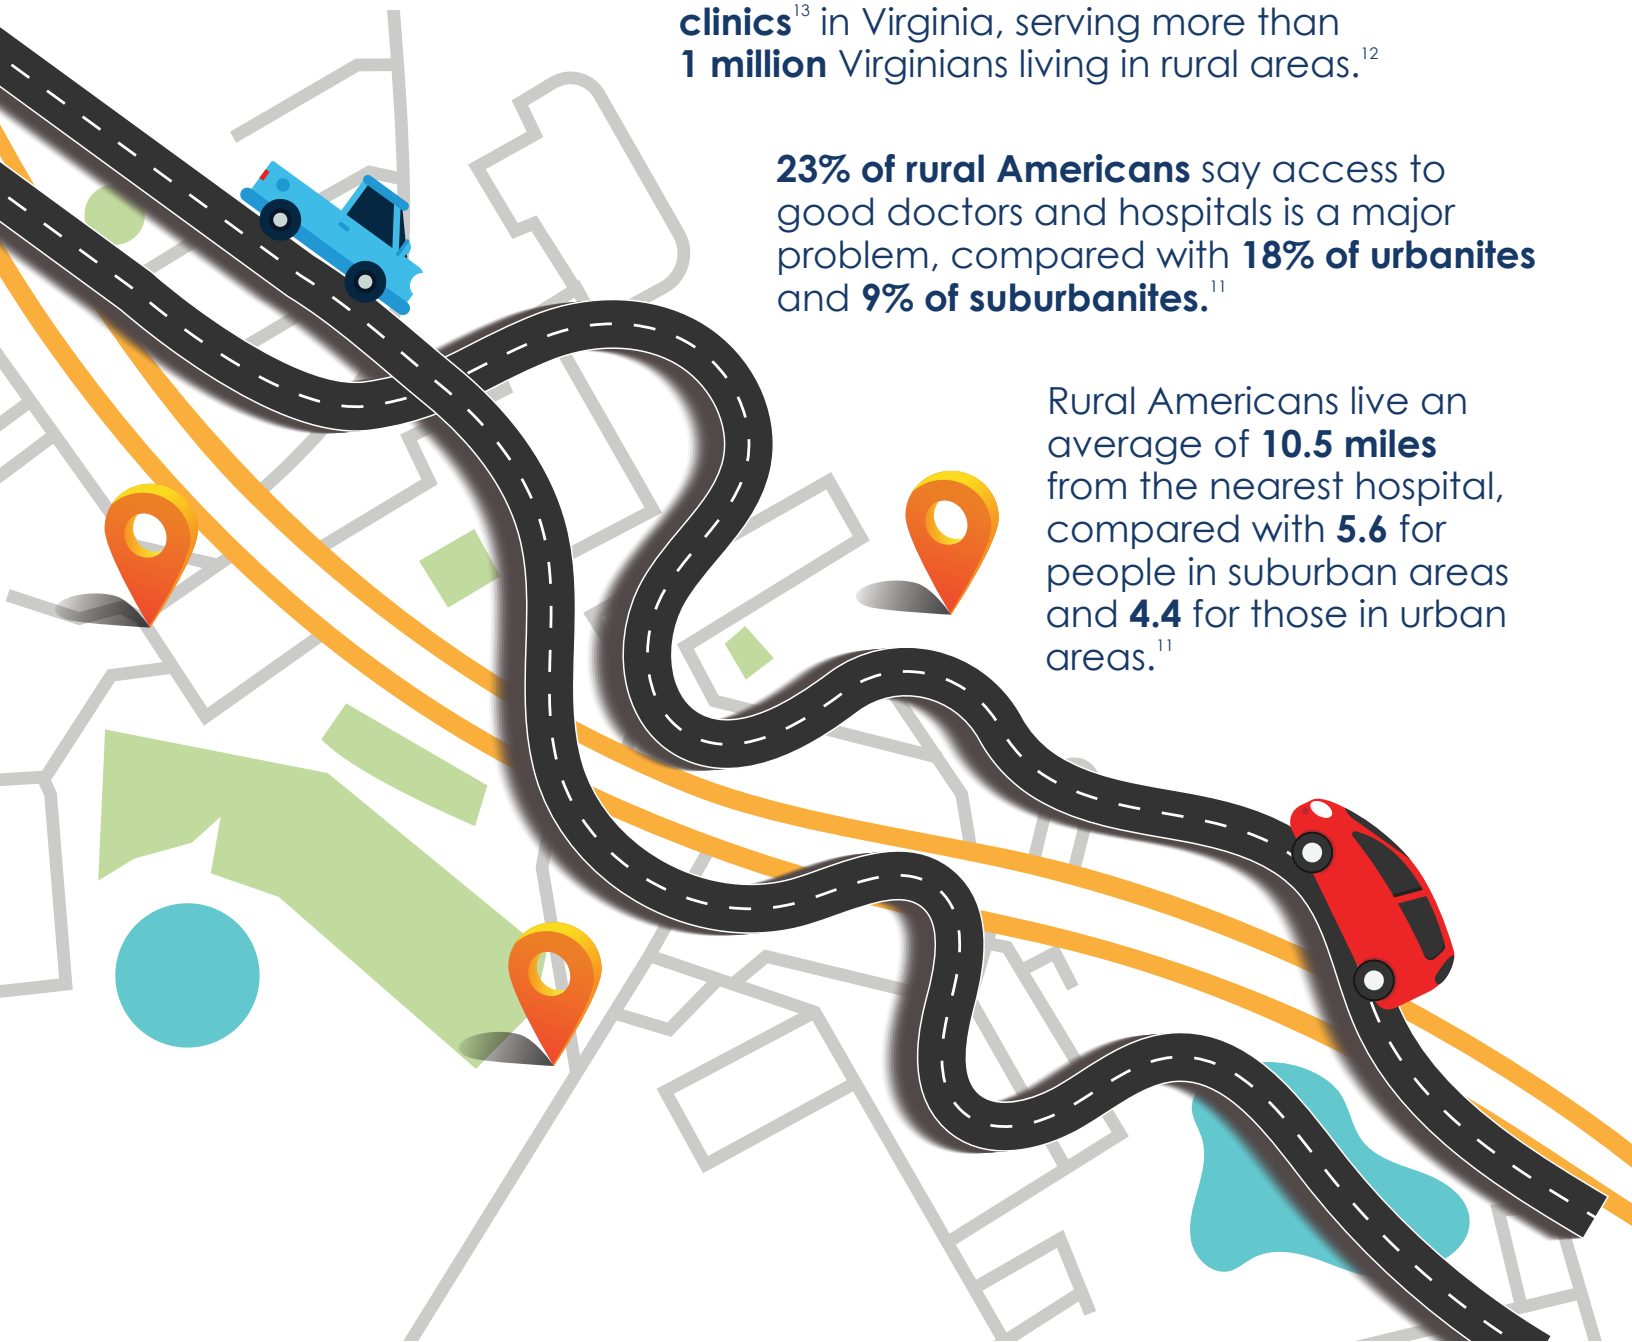 clinics¹³ in Virginia, serving more than
1 million Virginians living in rural areas.¹²
23% of rural Americans say access to
good doctors and hospitals is a major
problem, compared with 18% of urbanites
and 9% of suburbanites.¹¹
Rural Americans live an
average of 10.5 miles
from the nearest hospital,
compared with 5.6 for
people in suburban areas
and 4.4 for those in urban
areas.¹¹